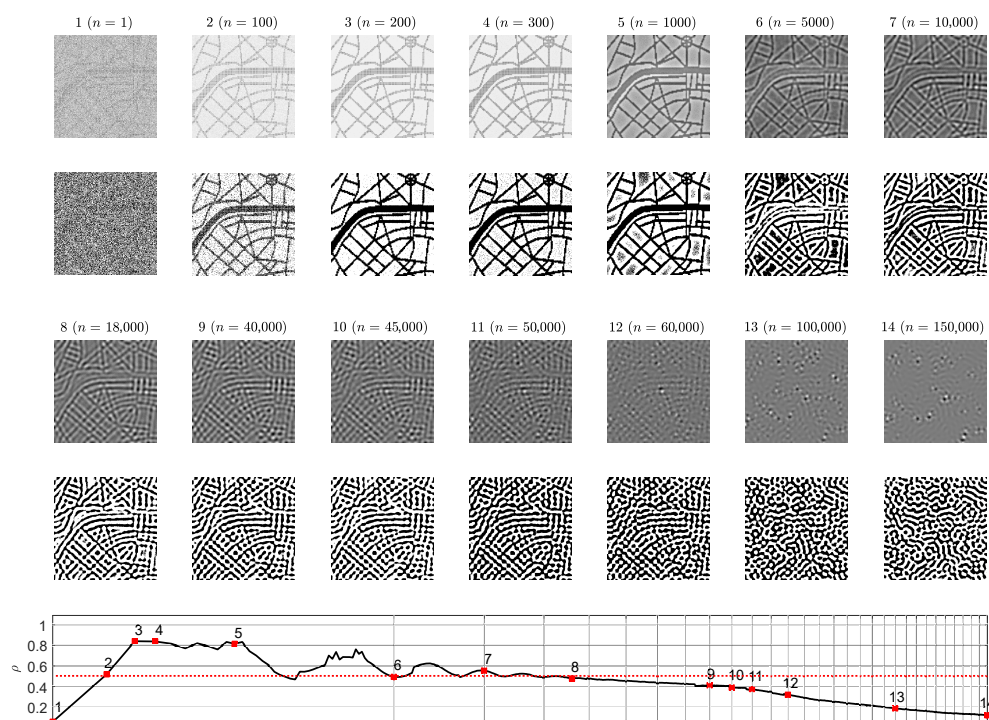 1 (n = 1) 2 (n = 100) 3 (n = 200) 4 (n = 300) 5 (n = 1000) 6 (n = 5000) 7 (n = 10,000)
8 (n = 18,000) 9 (n = 40,000) 10 (n = 45,000) 11 (n = 50,000) 12 (n = 60,000) 13 (n = 100,000) 14 (n = 150,000)
1
0.8
0.6
0.4
0.2
ρ
1 2 3 4 5 6 7 8 9 10 11 12 13